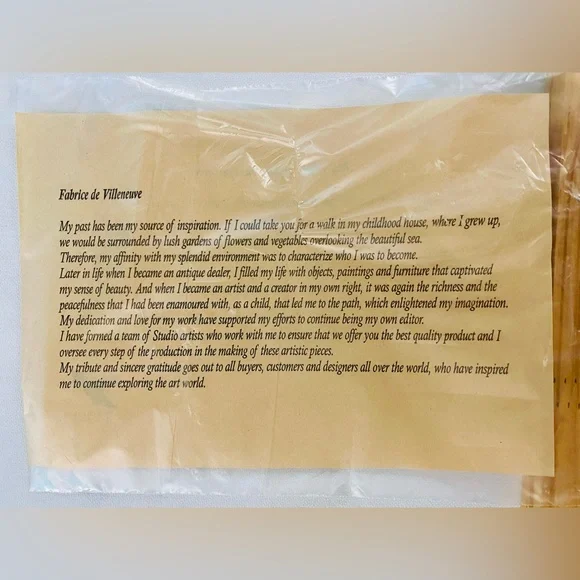 Fabrice de Villeneuve
My past has been my source of inspiration. If I could take you for a walk in my childhood house, where I grew up,
we would be surrounded by lush gardens of flowers and vegetables overlooking the beautiful sea.
Therefore, my affinity with my splendid environment was to characterize who I was to become.
Later in life when I became an antique dealer, I filled my life with objects, paintings and furniture that captivated
my sense of beauty. And when I became an artist and a creator in my own right, it was again the richness and the
peacefulness that I had been enamoured with, as a child, that led me to the path, which enlightened my imagination.
My dedication and love for my work have supported my efforts to continue being my own editor.
I have formed a team of Studio artists who work with me to ensure that we offer you the best quality product and I
oversee every step of the production in the making of these artistic pieces.
My tribute and sincere gratitude goes out to all buyers, customers and designers all over the world, who have inspired
me to continue exploring the art world.